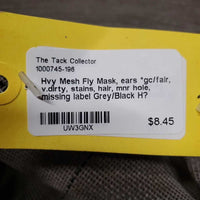 The Tack Collector
1000745-198
Hvy Mesh Fly Mask, ears *gc/fair,
v.dirty, stains, hair, mnr hole,
missing label Grey/Black H?
UW3GNX
$8.45